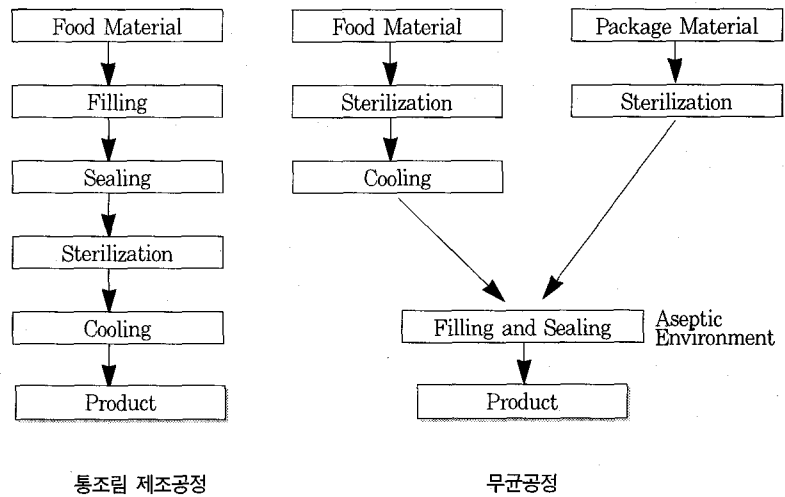 Food Material
Filling
Sealing
Sterilization
Cooling
Product
통조림 제조공정
Food Material
Sterilization
Cooling
Package Material
Sterilization
Filling and Sealing
Aseptic
Environment
Product
무균공정